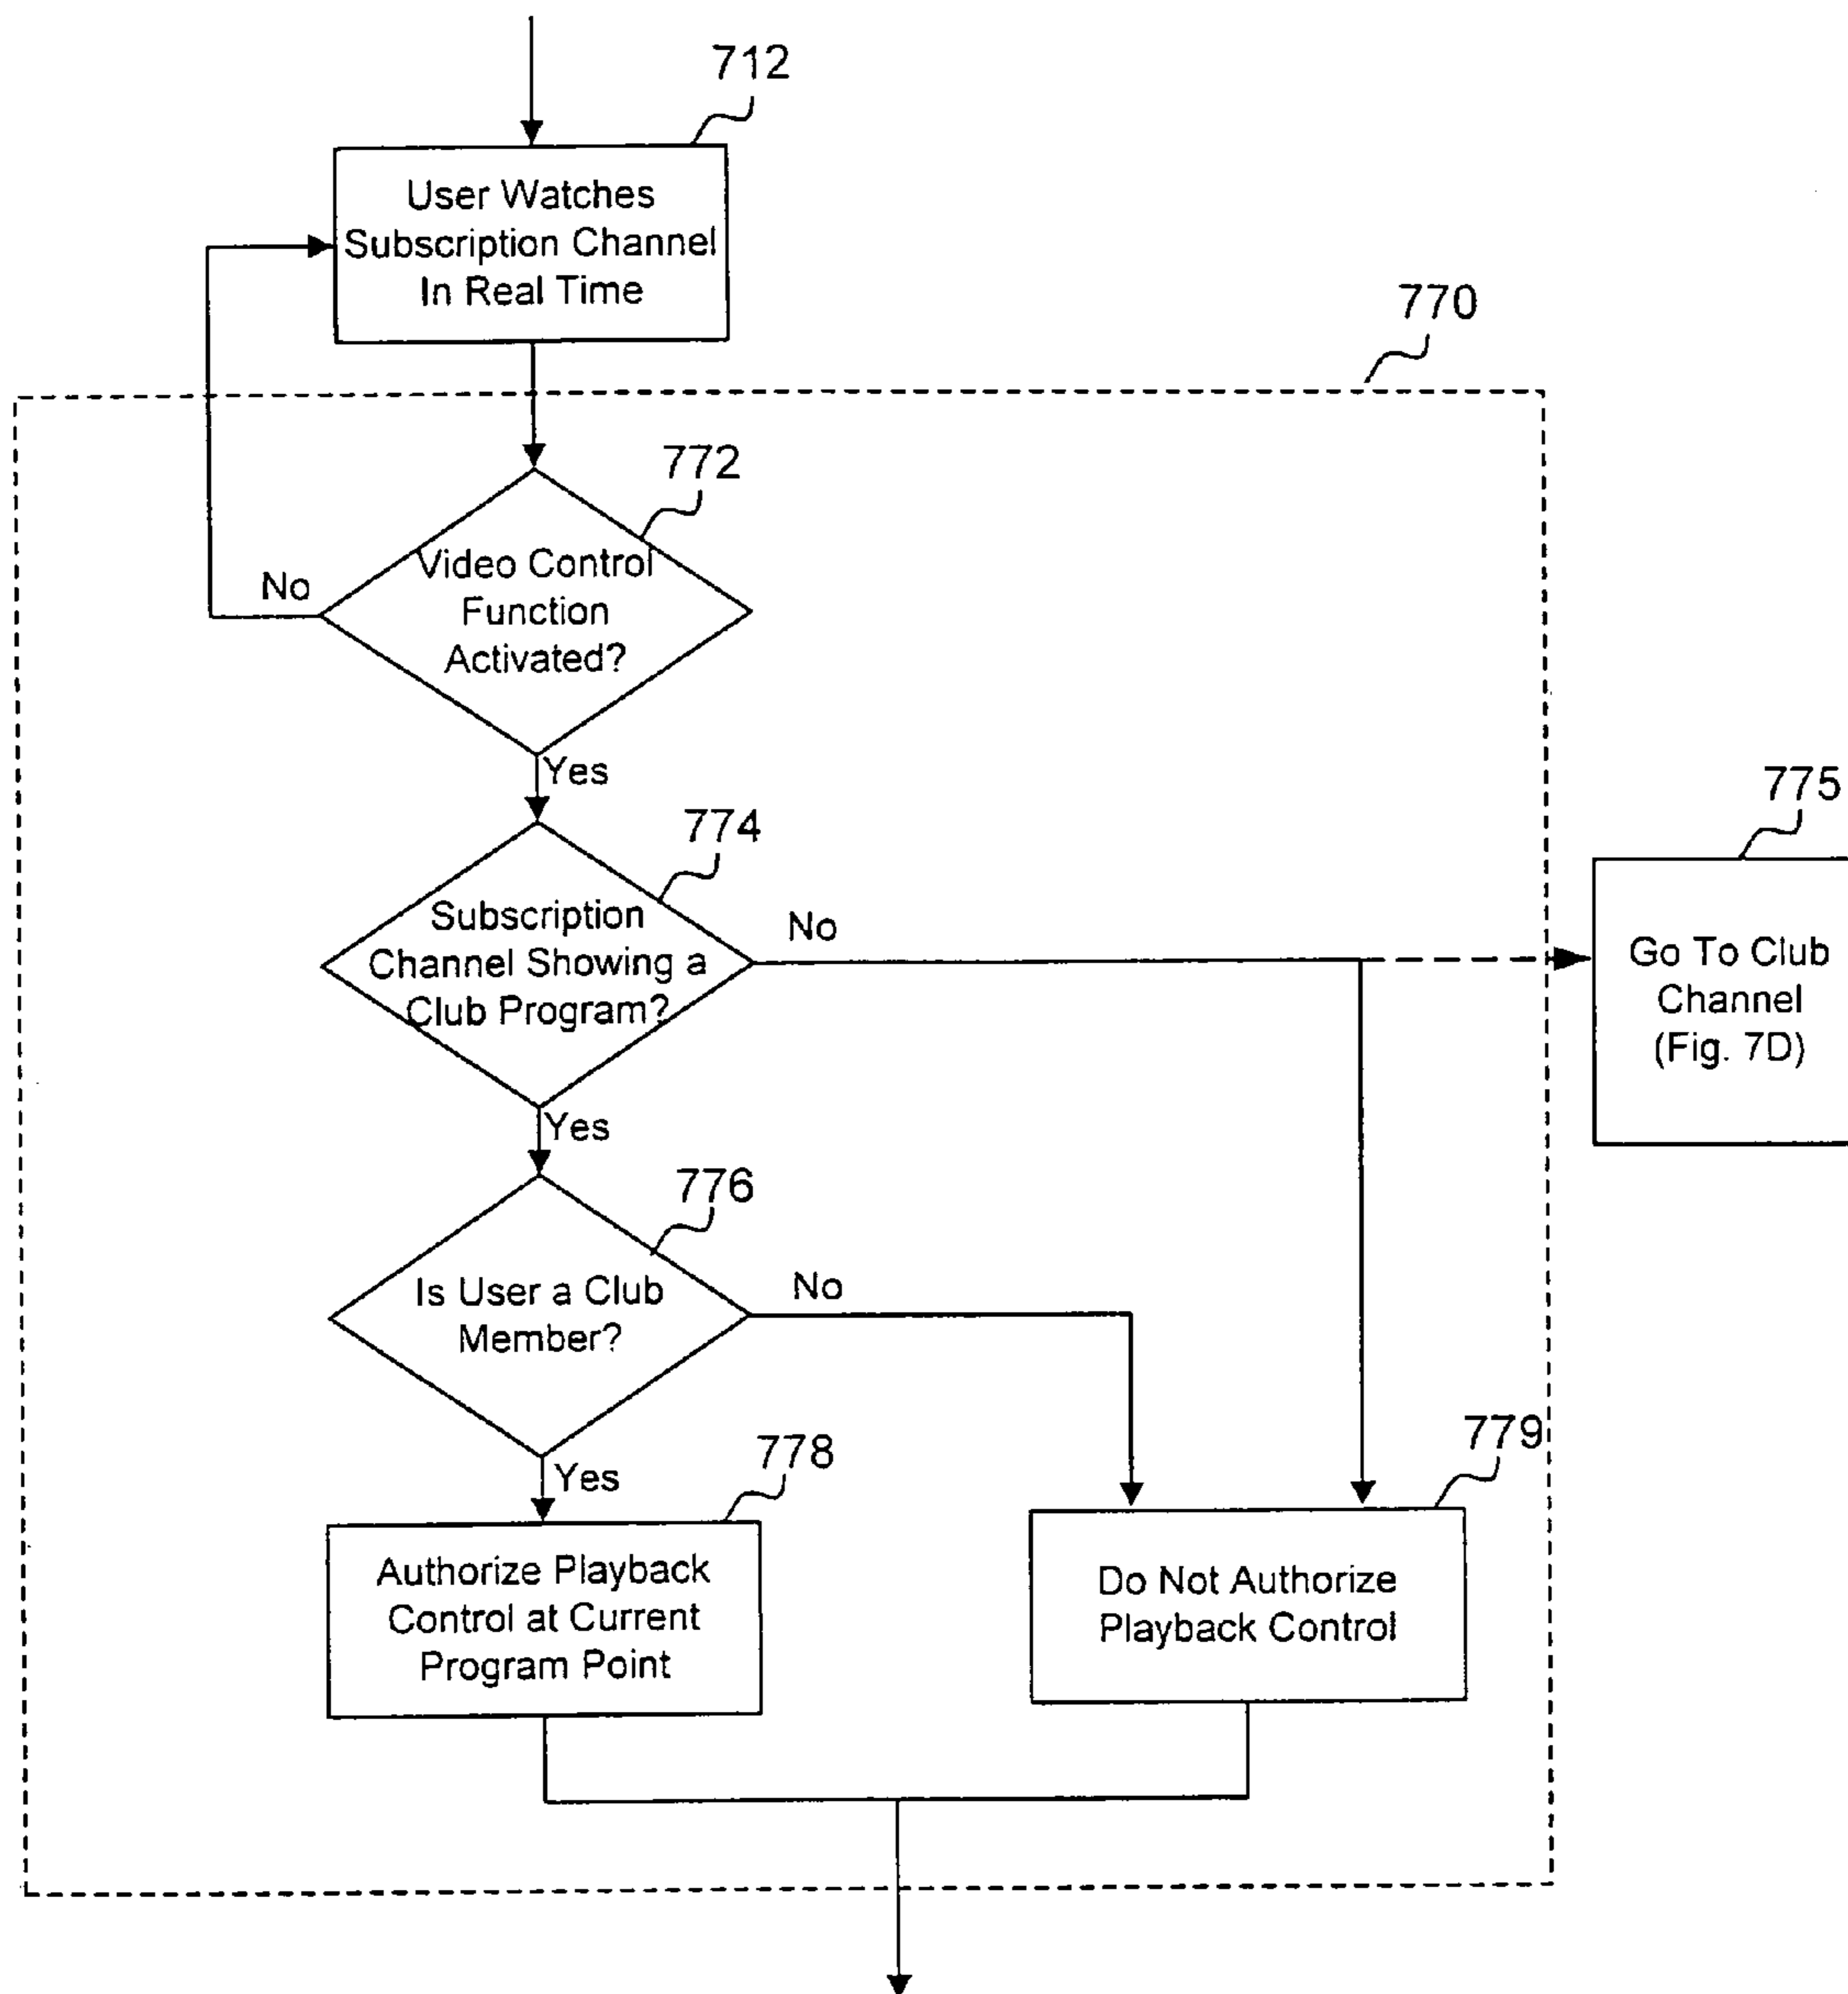 712
User Watches
Subscription Channel
In Real Time
770
772
Video Control
Function
Activated?
No
Yes
774
Subscription
Channel Showing a
Club Program?
No
775
Go To Club
Channel
(Fig. 7D)
Yes
776
Is User a Club
Member?
No
Yes
778
Authorize Playback
Control at Current
Program Point
779
Do Not Authorize
Playback Control